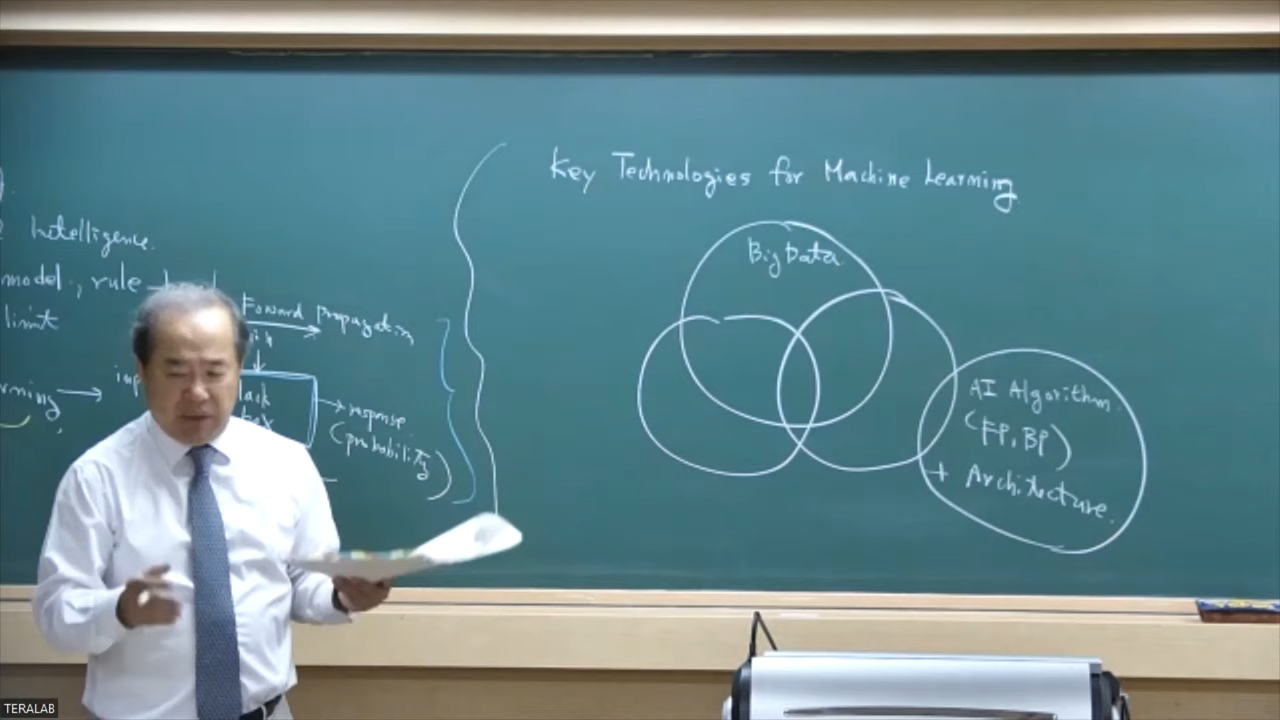 Intelligence.
model, rule
limit
Forward propagation
response
(probability)
Key Technologies for Machine Learning
Big Data
AI Algorithm
(FP, BP)
+ Architecture.
TERALAB